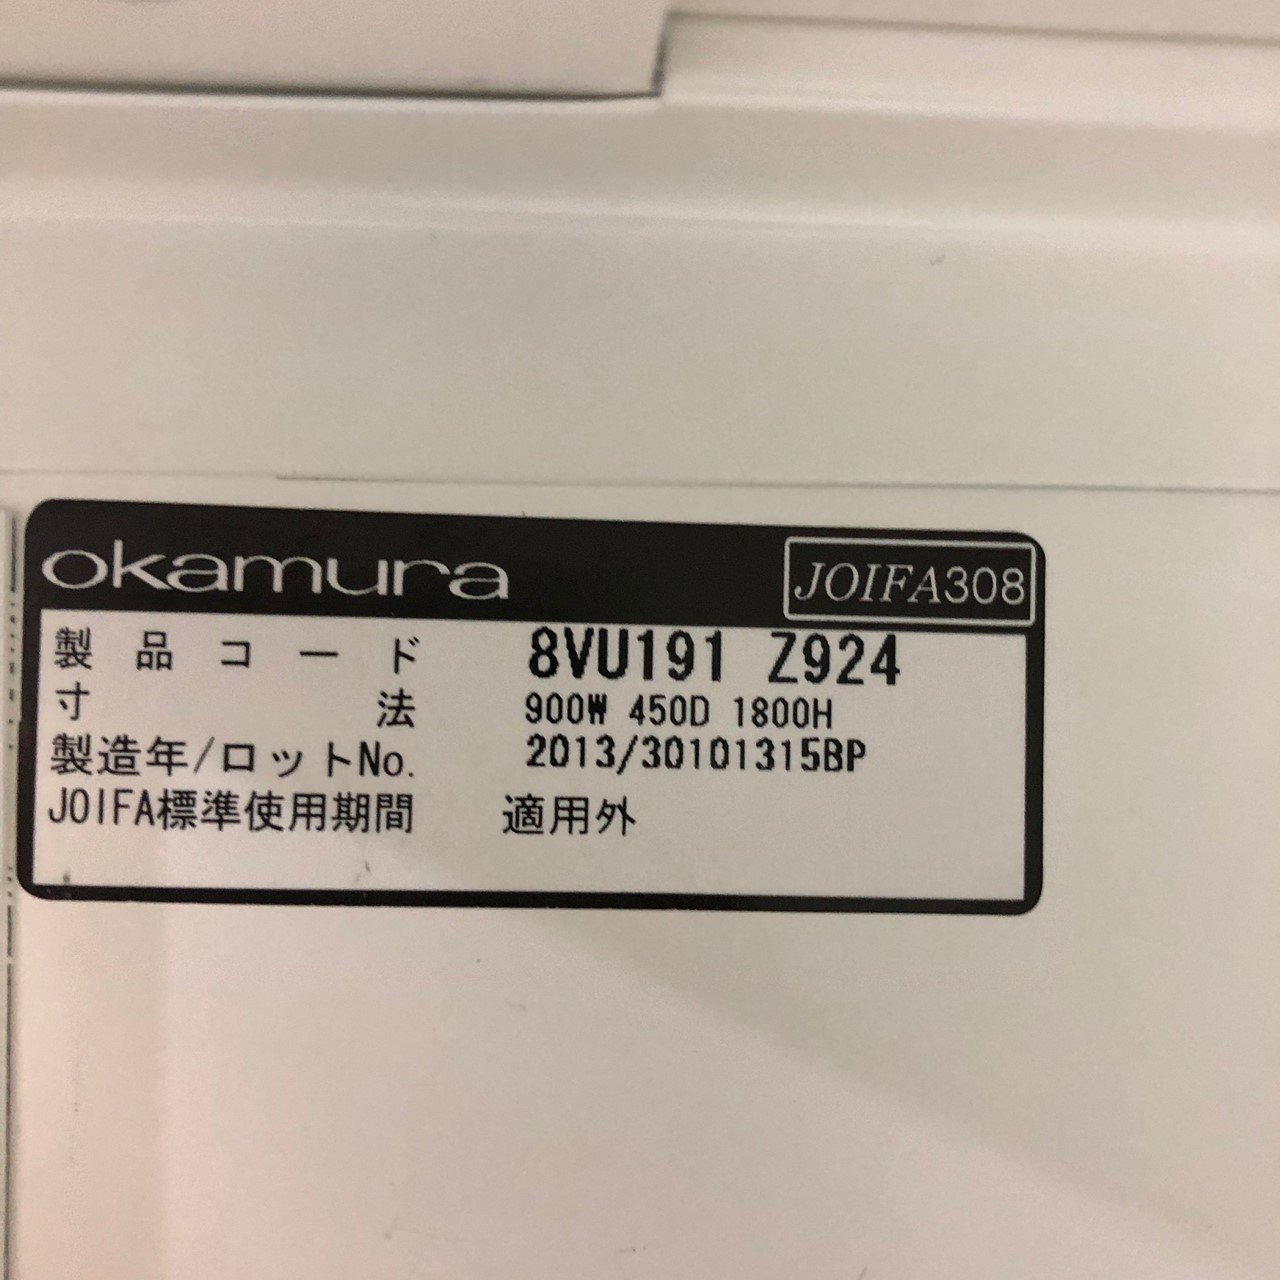 okamura JOIFA308
製品コード 8VU191 Z924
寸法 900W 450D 1800H
製造年/ロットNo. 2013/30101315BP
JOIFA標準使用期間 適用外